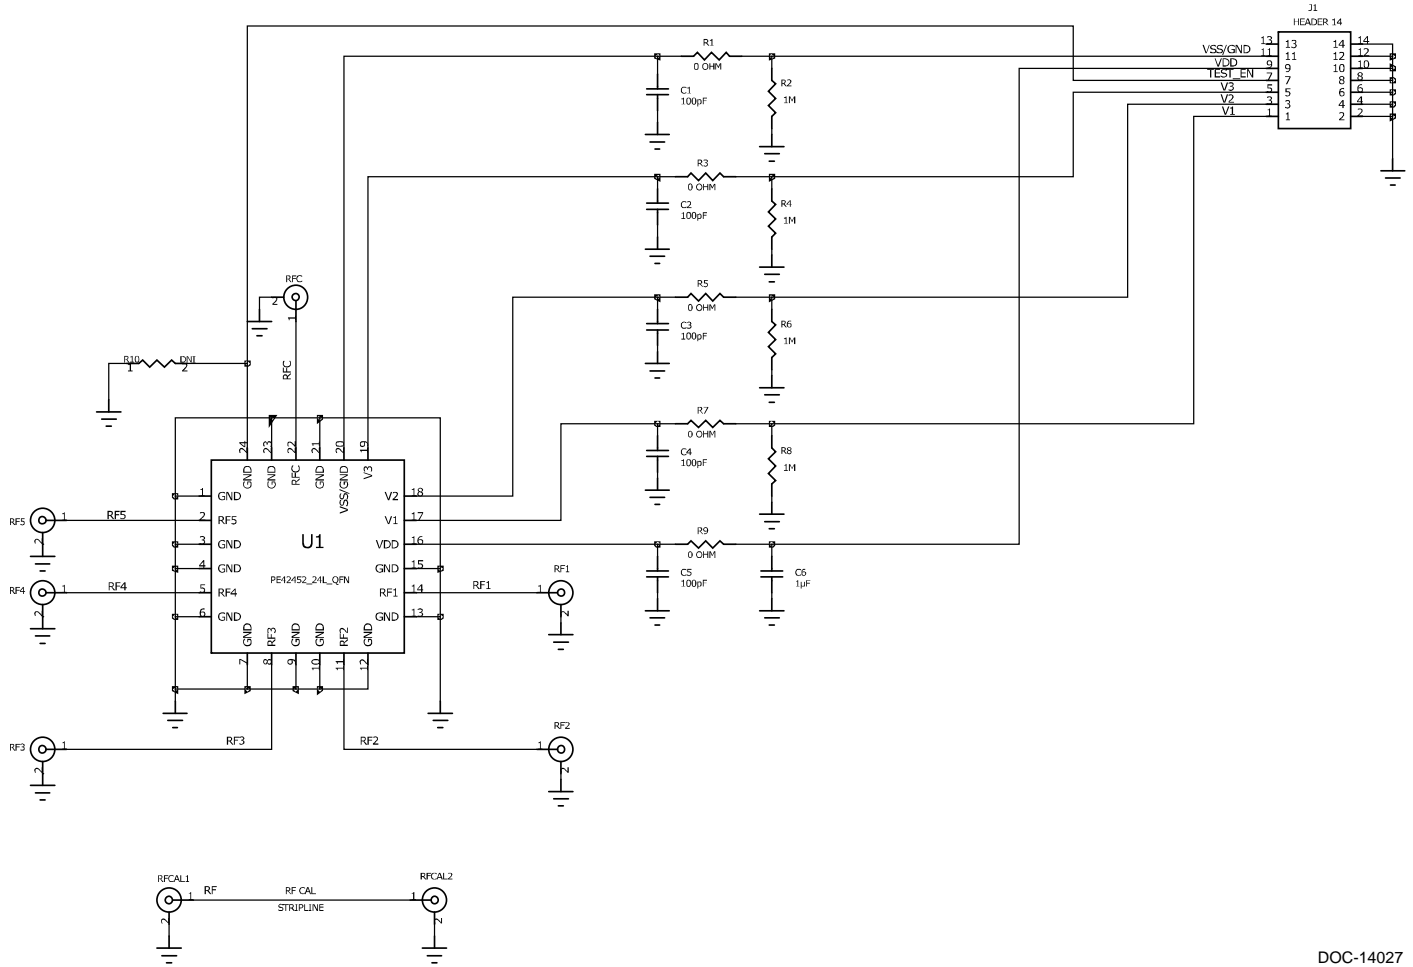 J1
HEADER 14
13 13 14 14
VSS/GND 11 11 12 12
VDD 9 9 10 10
TEST_EN 7 7 8 8
V3 5 5 6 6
V2 3 3 4 4
V1 1 1 2 2
R1
0 OHM
C1
100pF
R2
1M
R3
0 OHM
C2
100pF
R4
1M
R5
0 OHM
C3
100pF
R6
1M
R7
0 OHM
C4
100pF
R8
1M
R9
0 OHM
C5
100pF
C6
1µF
RFC
2
1
RFC
R10 DNI
1 2
24 23 22 21 20 19
GND GND RFC GND VSS/GND V3
1 GND
RF5 1 RF5 2 RF5
2
3 GND
4 GND
RF4 1 RF4 5 RF4
2
6 GND
U1
PE42452_24L_QFN
V2 18
V1 17
VDD 16
GND 15
RF1 14 RF1 1 RF1
2
GND 13
GND RF3 GND GND RF2 GND
7 8 9 10 11 12
RF3 1 RF3
2
RF2 1 RF2
2
RFCAL1
1 RF
2
RF CAL
STRIPLINE
RFCAL2
1
2
DOC-14027